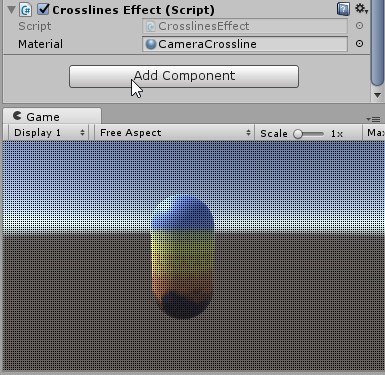 Crosslines Effect (Script)
Script CrosslinesEffect
Material CameraCrossline
Add Component
Game
Display 1 Free Aspect Scale 1x Max